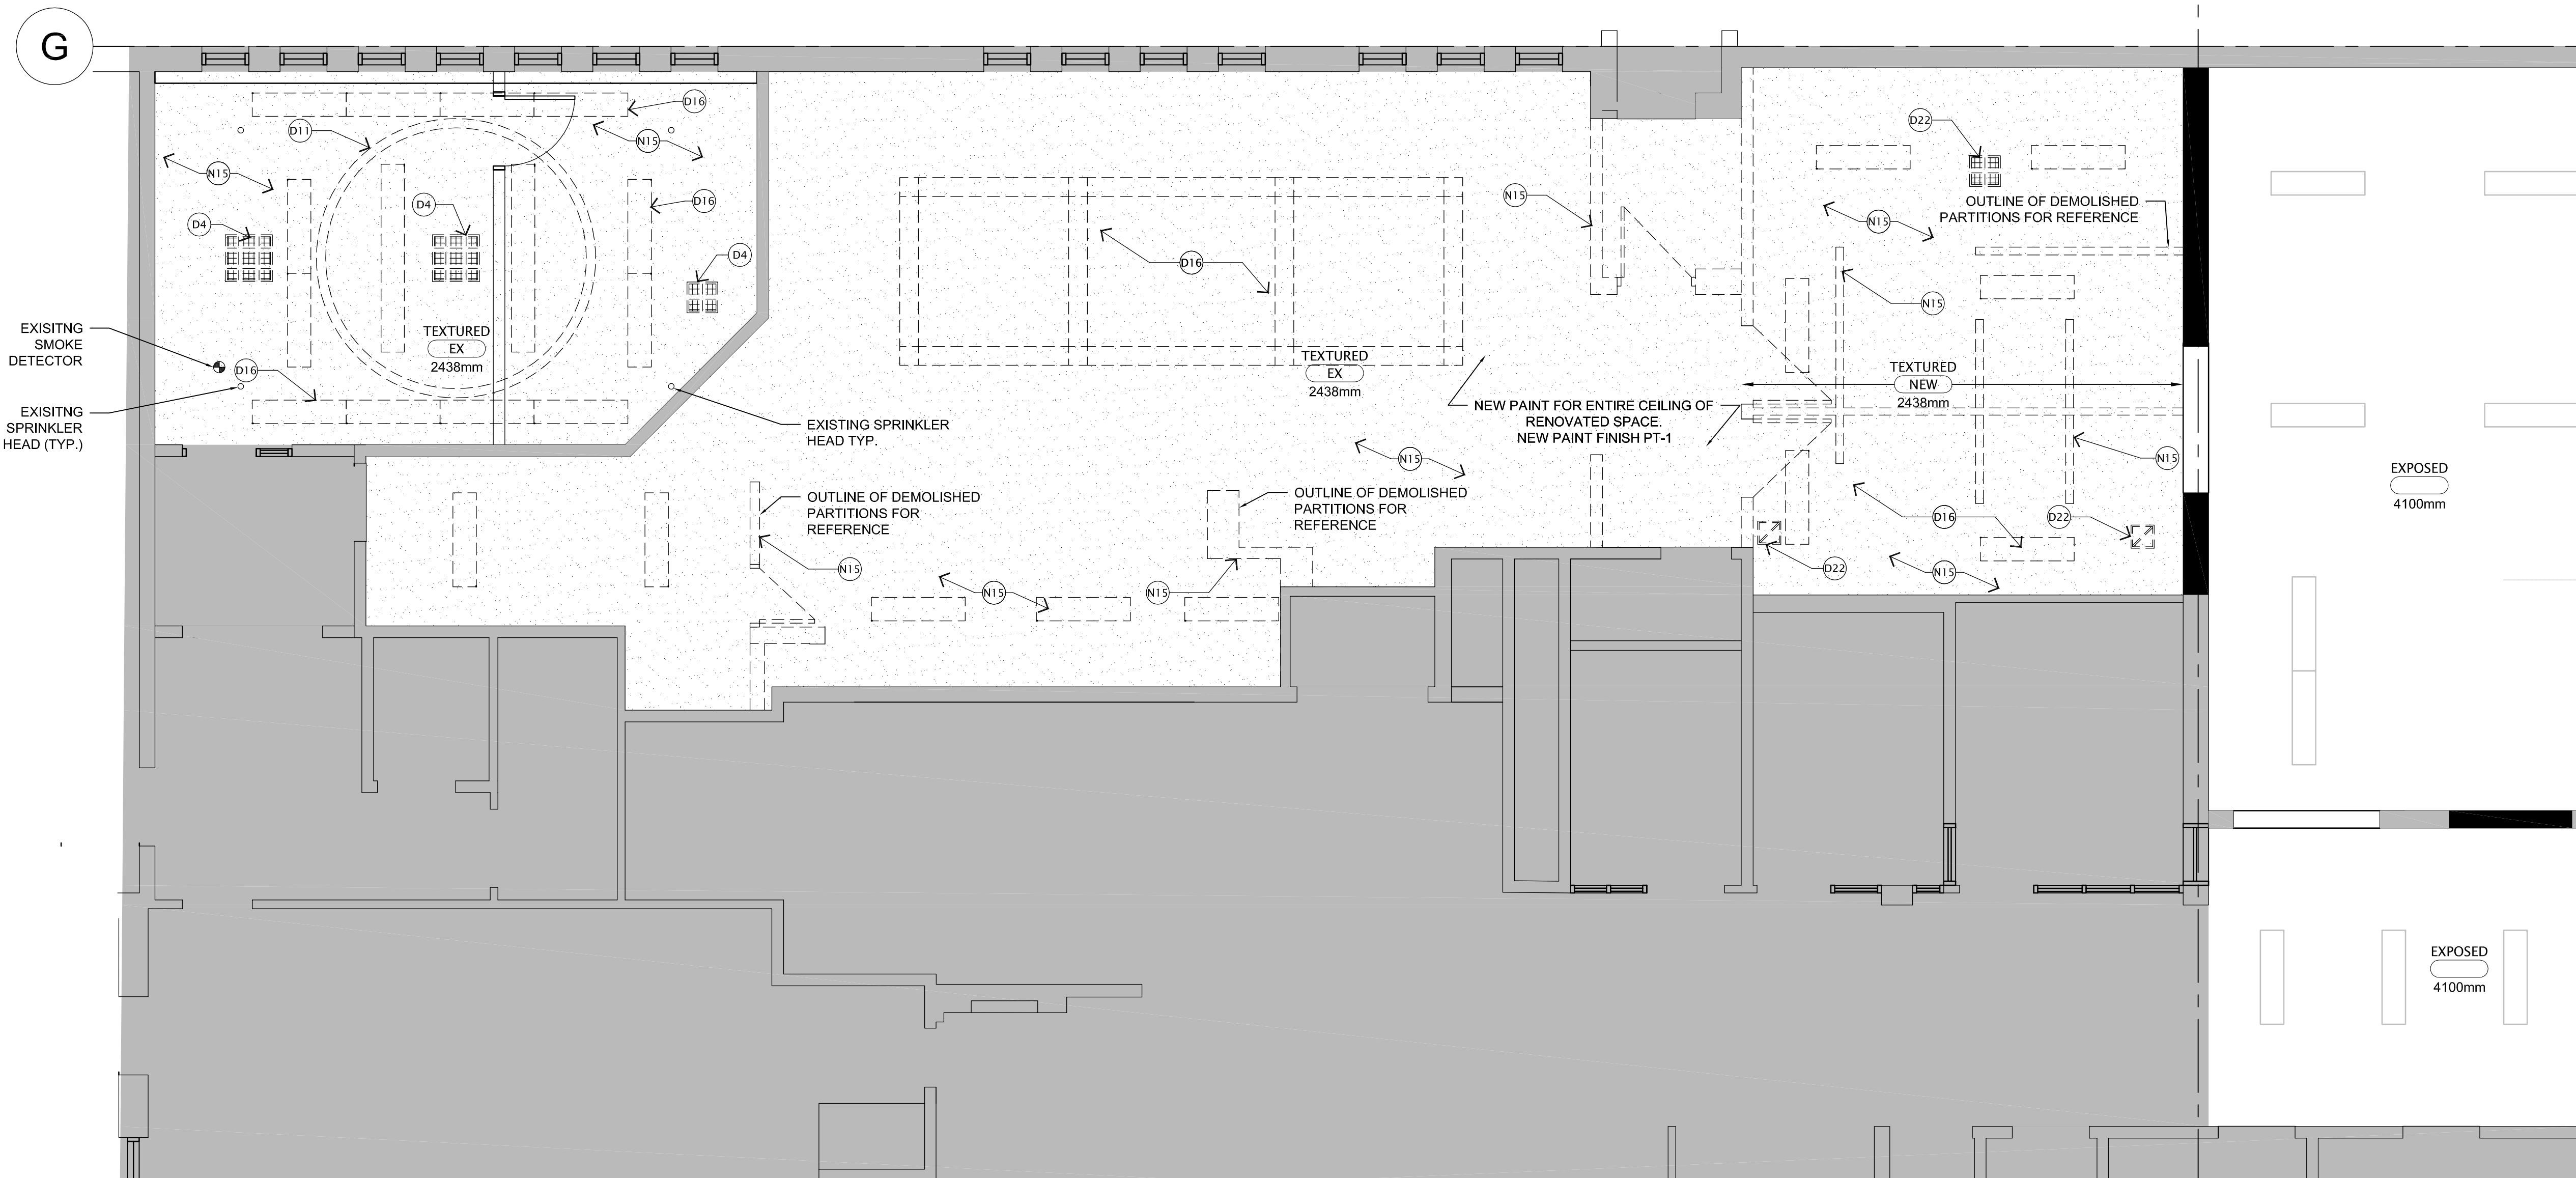 G
D16
D11
N15
N15
D22
N15
D4
D16
D4
N15
OUTLINE OF DEMOLISHED
PARTITIONS FOR REFERENCE
N15
D4
D16
N15
EXISITNG
SMOKE
DETECTOR
TEXTURED
EX
2438mm
D16
TEXTURED
EX
2438mm
TEXTURED
NEW
2438mm
EXISITNG
SPRINKLER
HEAD (TYP.)
EXISTING SPRINKLER
HEAD TYP.
NEW PAINT FOR ENTIRE CEILING OF
RENOVATED SPACE.
NEW PAINT FINISH PT-1
N15
N15
EXPOSED
4100mm
OUTLINE OF DEMOLISHED
PARTITIONS FOR
REFERENCE
OUTLINE OF DEMOLISHED
PARTITIONS FOR
REFERENCE
D16
D22
N15
D22
N15
N15
N15
EXPOSED
4100mm